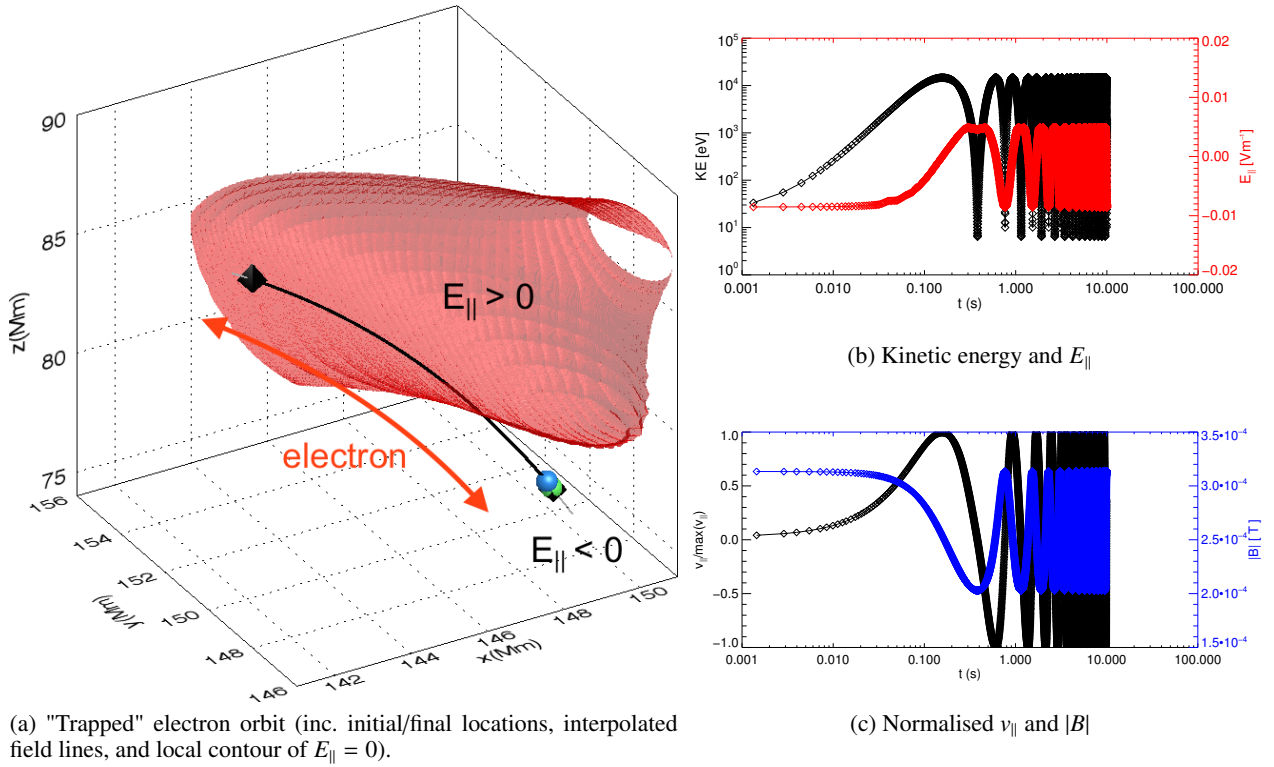 90
85
80
75
z(Mm)
156
154
152
150
148
146
y(Mm)
142
144
146
148
150
x(Mm)
E|| > 0
E|| < 0
electron
(a) "Trapped" electron orbit (inc. initial/final locations, interpolated
field lines, and local contour of E|| = 0).
10⁵
10⁴
10³
10²
10¹
10⁰
KE [eV]
0.02
0.01
0.00
−0.01
−0.02
E|| [Vm⁻¹]
0.001 0.010 0.100 1.000 10.000 100.000
t (s)
(b) Kinetic energy and E||
1.0
0.5
0.0
−0.5
−1.0
v||/max(v||)
3.5•10⁻⁴
3.0•10⁻⁴
2.5•10⁻⁴
2.0•10⁻⁴
1.5•10⁻⁴
|B| [T]
0.001 0.010 0.100 1.000 10.000 100.000
t (s)
(c) Normalised v|| and |B|